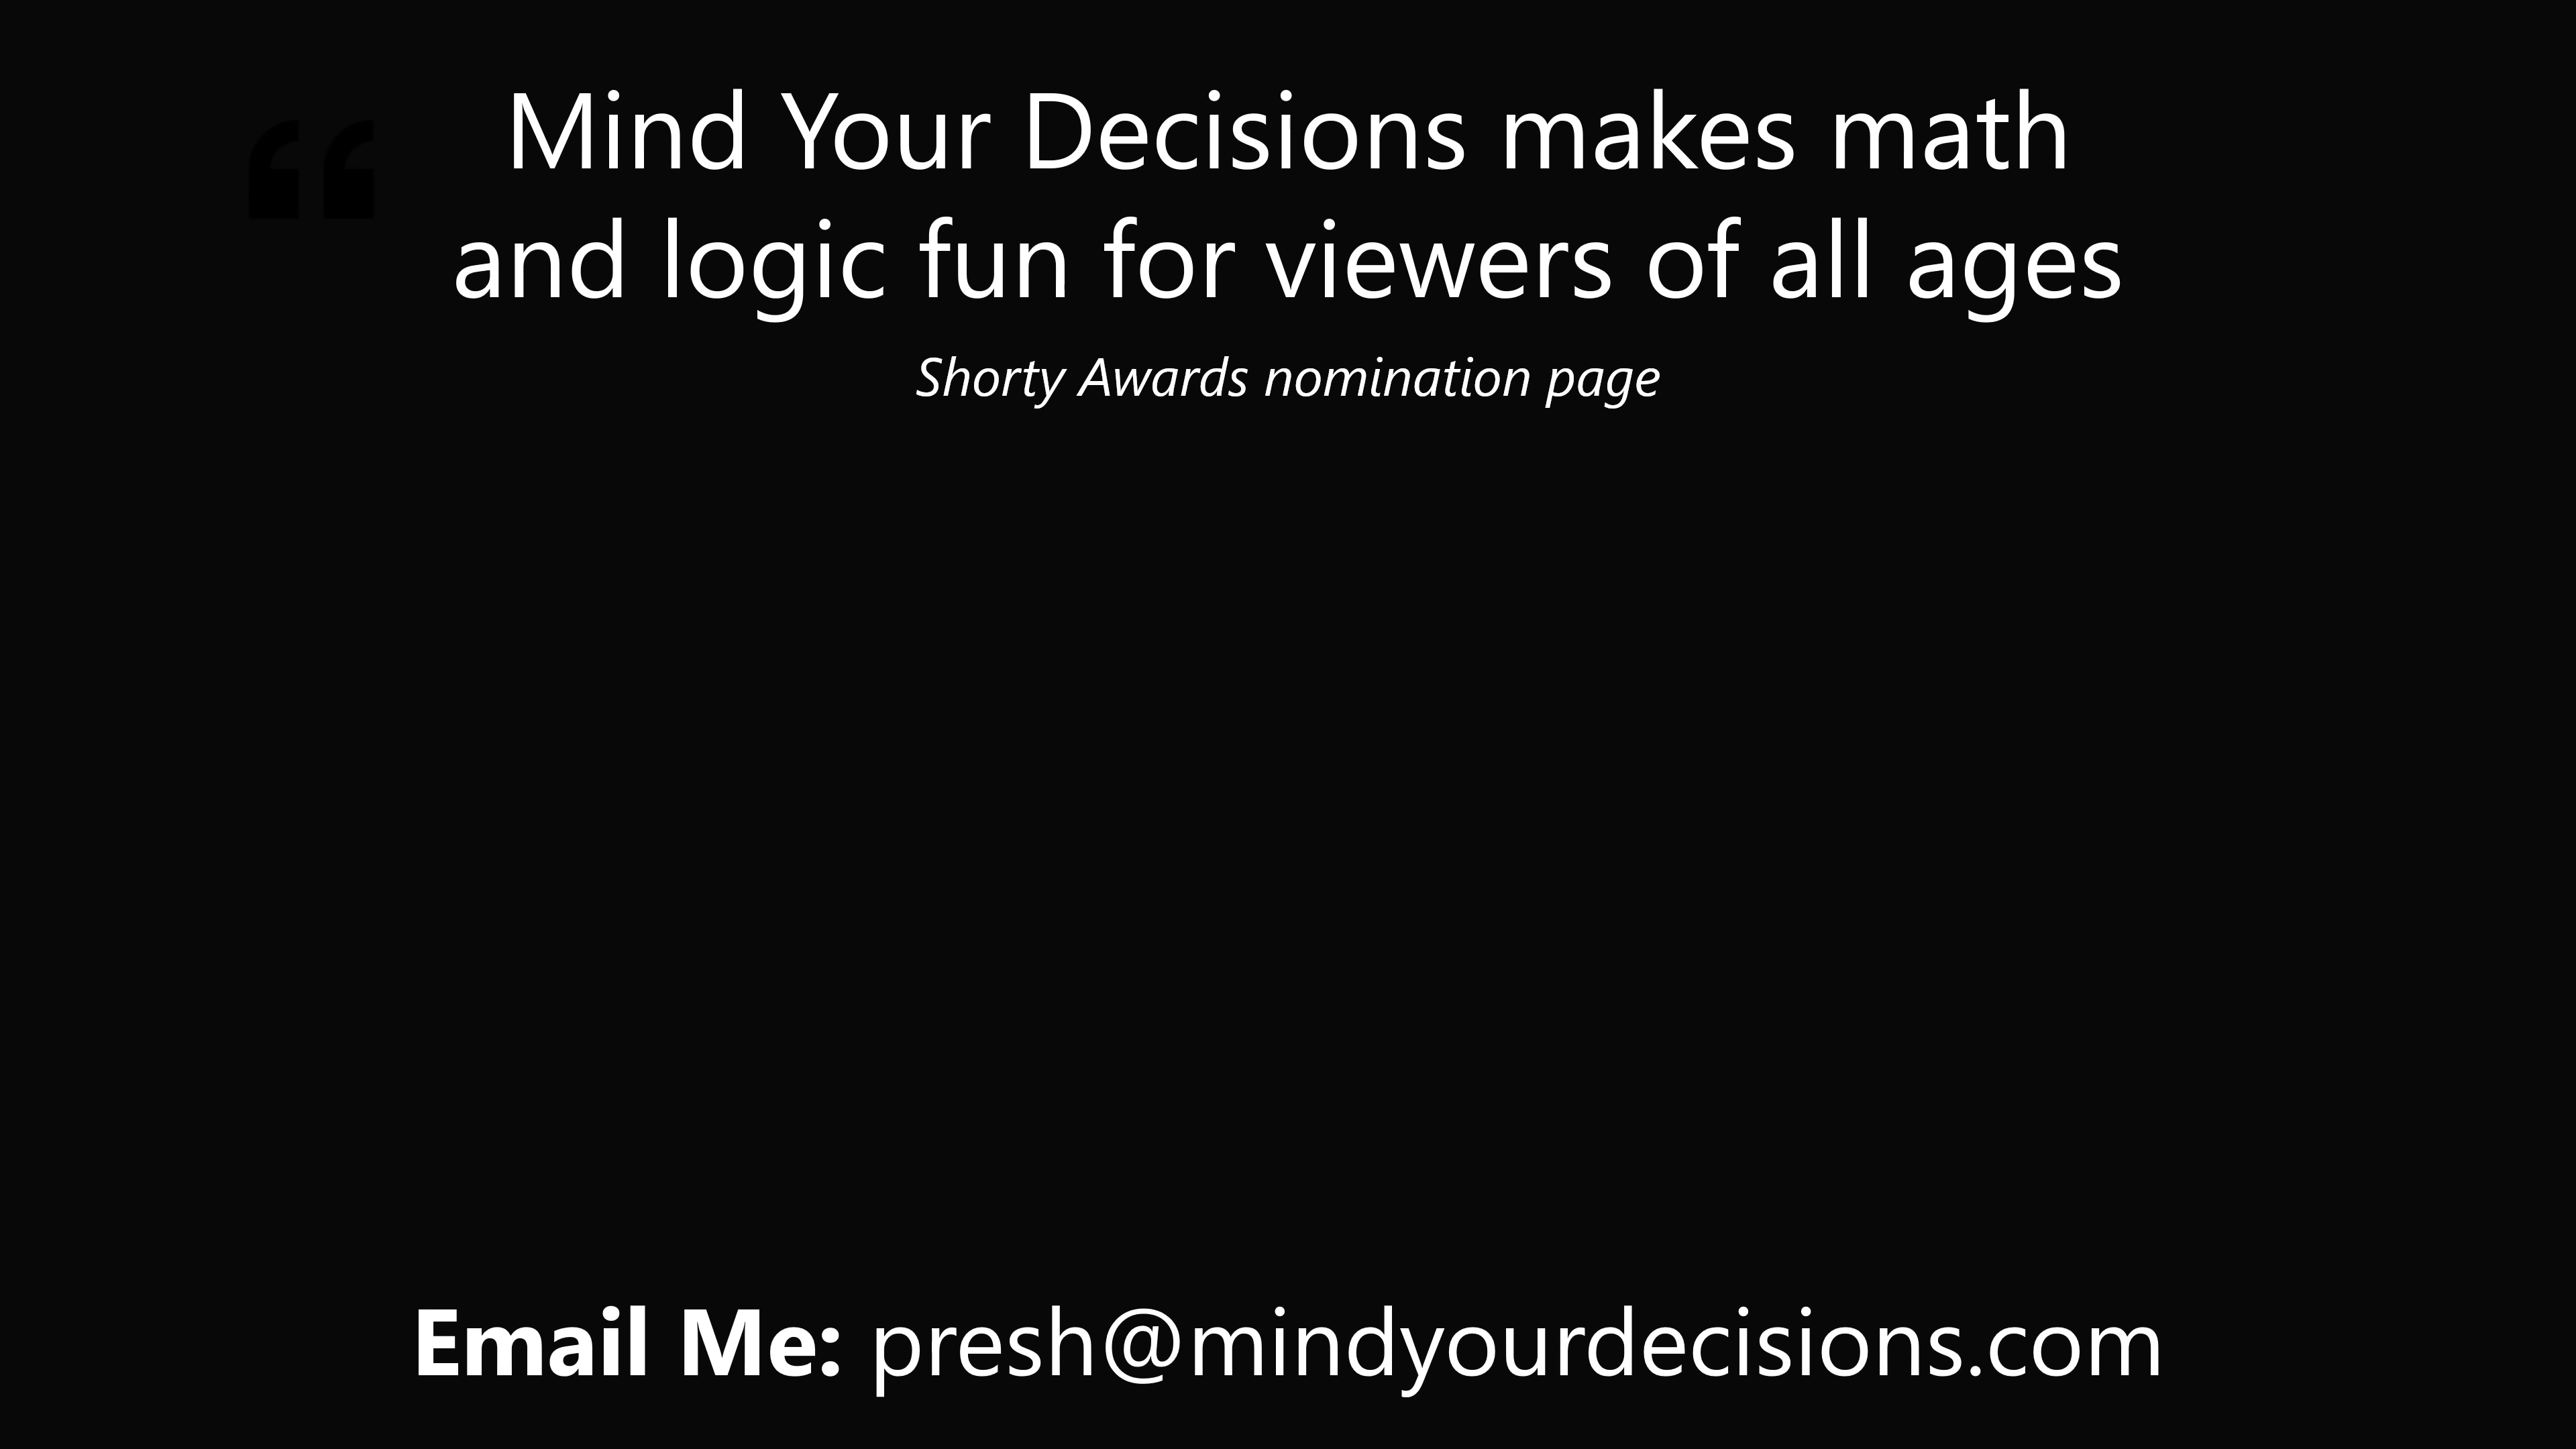 “
Mind Your Decisions makes math
and logic fun for viewers of all ages
Shorty Awards nomination page
Email Me: presh@mindyourdecisions.com